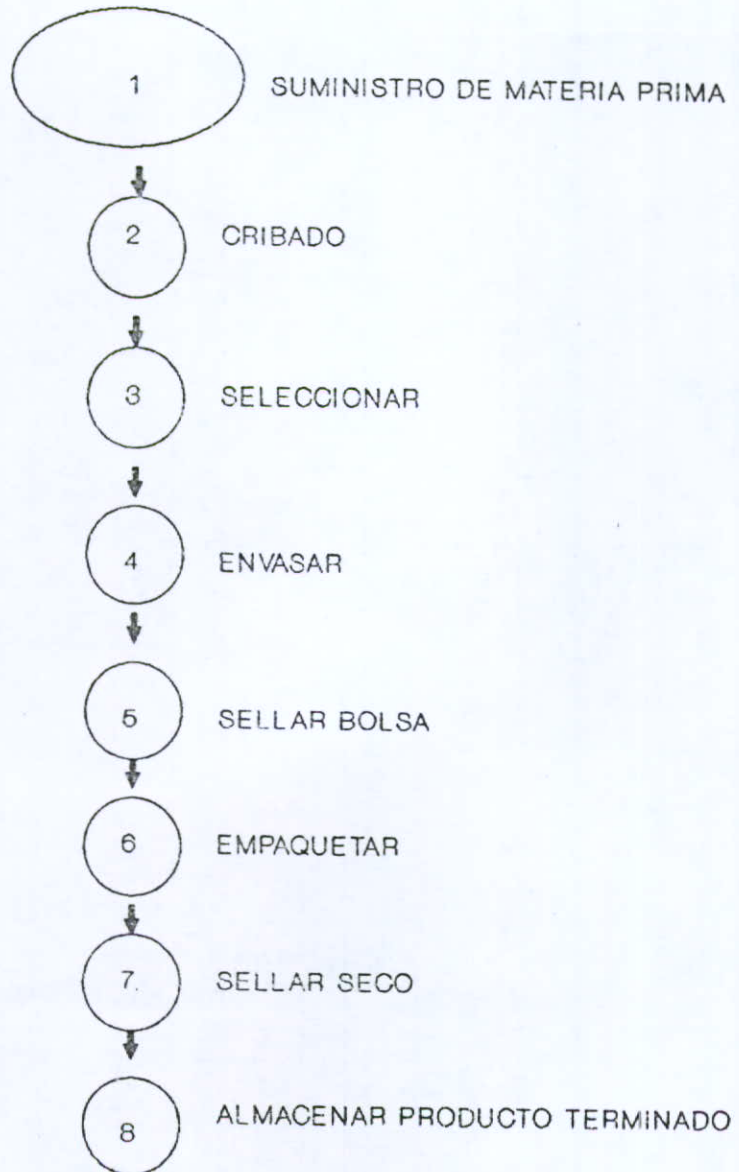 1 SUMINISTRO DE MATERIA PRIMA
2 CRIBADO
3 SELECCIONAR
4 ENVASAR
5 SELLAR BOLSA
6 EMPAQUETAR
7. SELLAR SECO
8 ALMACENAR PRODUCTO TERMINADO